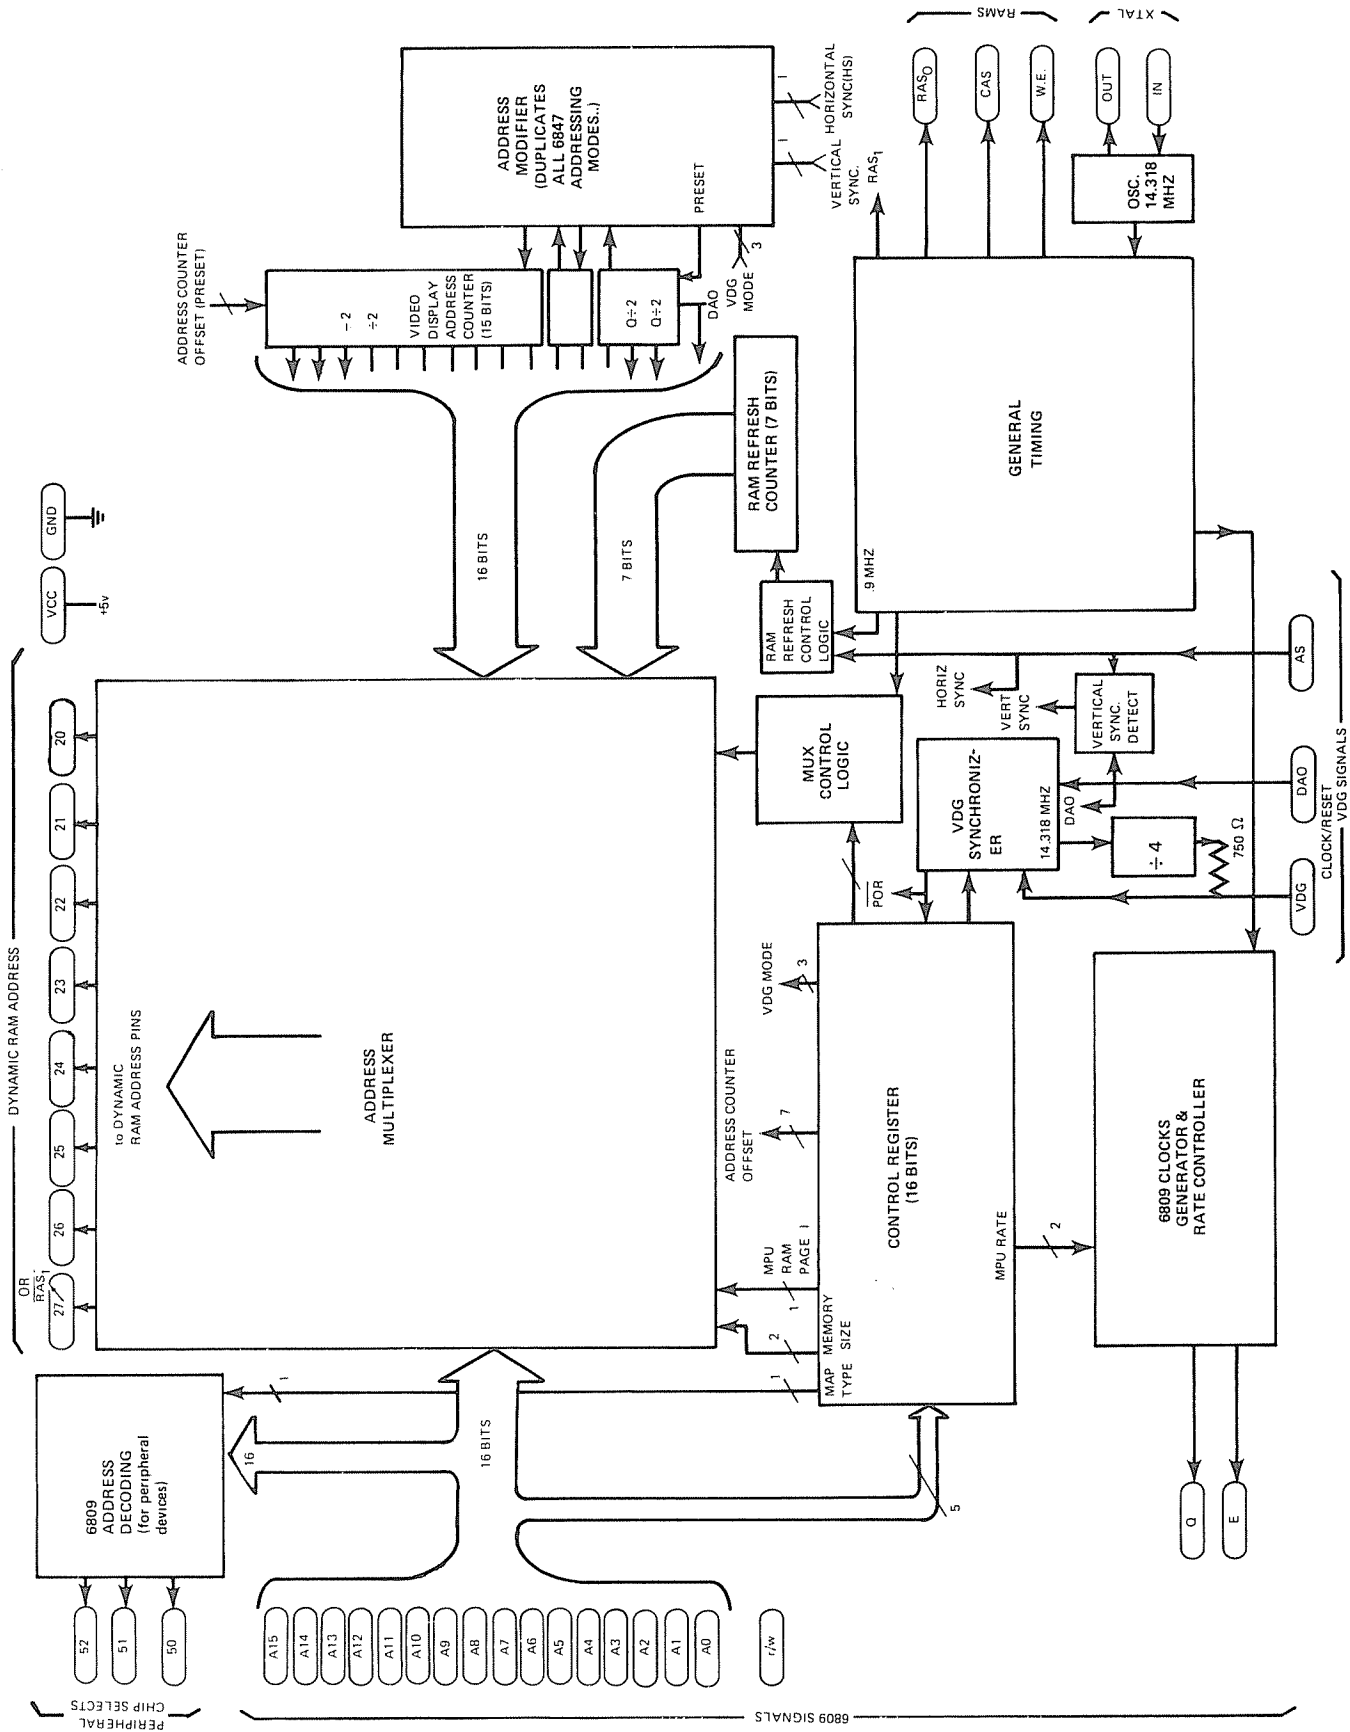 DYNAMIC RAM ADDRESS
OR
RAS1
27
26
25
24
23
22
21
20
VCC
+5v
GND
PERIPHERAL
CHIP SELECTS
52
51
50
6809
ADDRESS
DECODING
(for peripheral
devices)
16
1
to DYNAMIC
RAM ADDRESS PINS
ADDRESS
MULTIPLEXER
16 BITS
7 BITS
ADDRESS COUNTER
OFFSET (PRESET)
÷2
÷2
VIDEO
DISPLAY
ADDRESS
COUNTER
(15 BITS)
Q÷2
Q÷2
DAO
VDG
MODE
3
ADDRESS
MODIFIER
(DUPLICATES
ALL 6847
ADDRESSING
MODES..)
PRESET
1
VERTICAL
SYNC.
1
HORIZONTAL
SYNC(HS)
RAM REFRESH
COUNTER (7 BITS)
RAM
REFRESH
CONTROL
LOGIC
6809 SIGNALS
A15
A14
A13
A12
A11
A10
A9
A8
A7
A6
A5
A4
A3
A2
A1
A0
r/w
16 BITS
5
MAP
TYPE
1
MEMORY
SIZE
2
MPU
RAM
PAGE 1
1
ADDRESS COUNTER
OFFSET
7
VDG MODE
3
CONTROL REGISTER
(16 BITS)
MPU RATE
2
POR
MUX
CONTROL
LOGIC
VDG
SYNCHRONIZ-
ER
14.318 MHZ
DAO
HORIZ
SYNC
VERT
SYNC
VERTICAL
SYNC.
DETECT
÷4
750 Ω
.9 MHZ
GENERAL
TIMING
RAS1
RAMS
RAS0
CAS
W.E.
XTAL
OUT
IN
OSC.
14.318
MHZ
6809 CLOCKS
GENERATOR &
RATE CONTROLLER
Q
E
VDG
DAO
AS
CLOCK/RESET
VDG SIGNALS